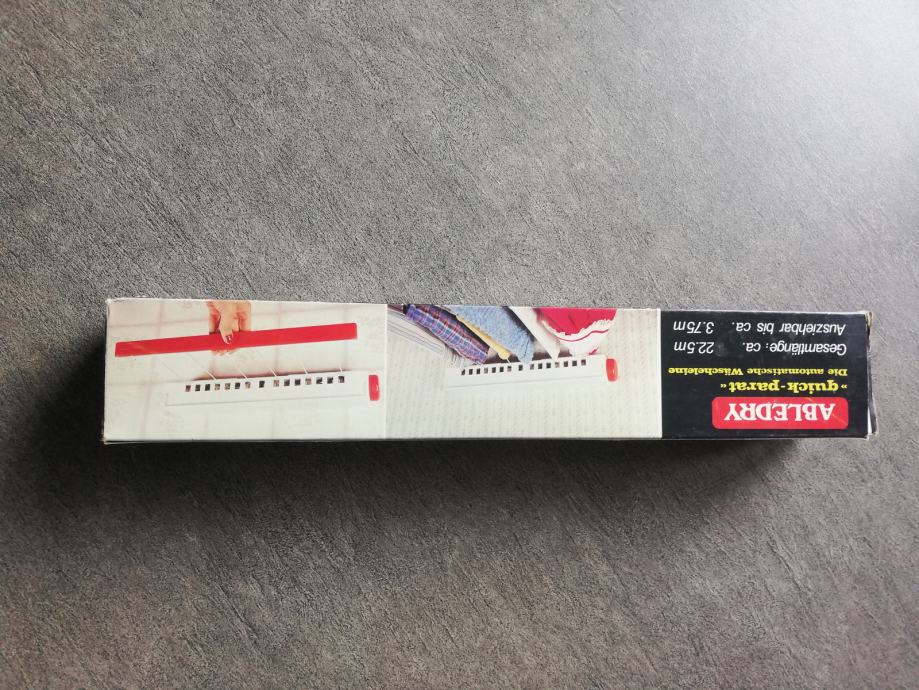 ABLEDRY
»quick-parat«
Die automatische Wäscheleine
Gesamtlänge: ca. 22.5m
Ausziehbar bis ca. 3.75m